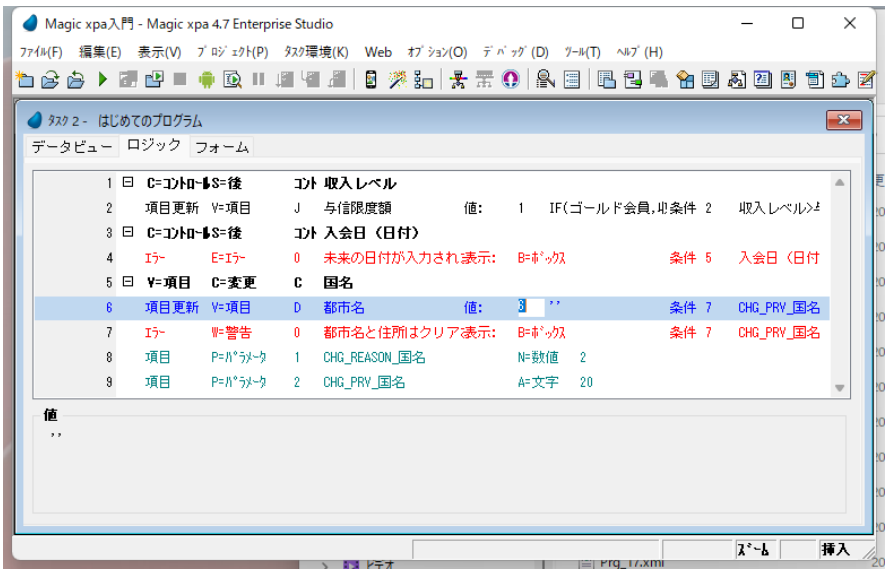 Magic xpa入門 - Magic xpa 4.7 Enterprise Studio
ﾌｧｲﾙ(F) 編集(E) 表示(V) ﾌﾟﾛｼﾞｪｸﾄ(P) ﾀｽｸ環境(K) Web ｵﾌﾟｼｮﾝ(O) ﾃﾞﾊﾞｯｸﾞ(D) ﾂｰﾙ(T) ﾍﾙﾌﾟ(H)
ﾀｽｸ 2 - はじめてのプログラム
データビュー ロジック フォーム
1 C=ｺﾝﾄﾛｰﾙ S=後 ｺﾝﾄ 収入レベル
2 項目更新 V=項目 J 与信限度額 値: 1 IF(ゴールド会員,収 条件 2 収入レベル>
3 C=ｺﾝﾄﾛｰﾙ S=後 ｺﾝﾄ 入会日（日付）
4 ｴﾗｰ E=ｴﾗｰ 0 未来の日付が入力され 表示: B=ﾎﾞｯｸｽ 条件 5 入会日（日付
5 V=項目 C=変更 C 国名
6 項目更新 V=項目 D 都市名 値: 6 '' 条件 7 CHG_PRV_国名
7 ｴﾗｰ W=警告 0 都市名と住所はクリア 表示: B=ﾎﾞｯｸｽ 条件 7 CHG_PRV_国名
8 項目 P=ﾊﾟﾗﾒｰﾀ 1 CHG_REASON_国名 N=数値 2
9 項目 P=ﾊﾟﾗﾒｰﾀ 2 CHG_PRV_国名 A=文字 20
値
''
ｽﾞｰﾑ 挿入
ビデオ Prg_17.xml